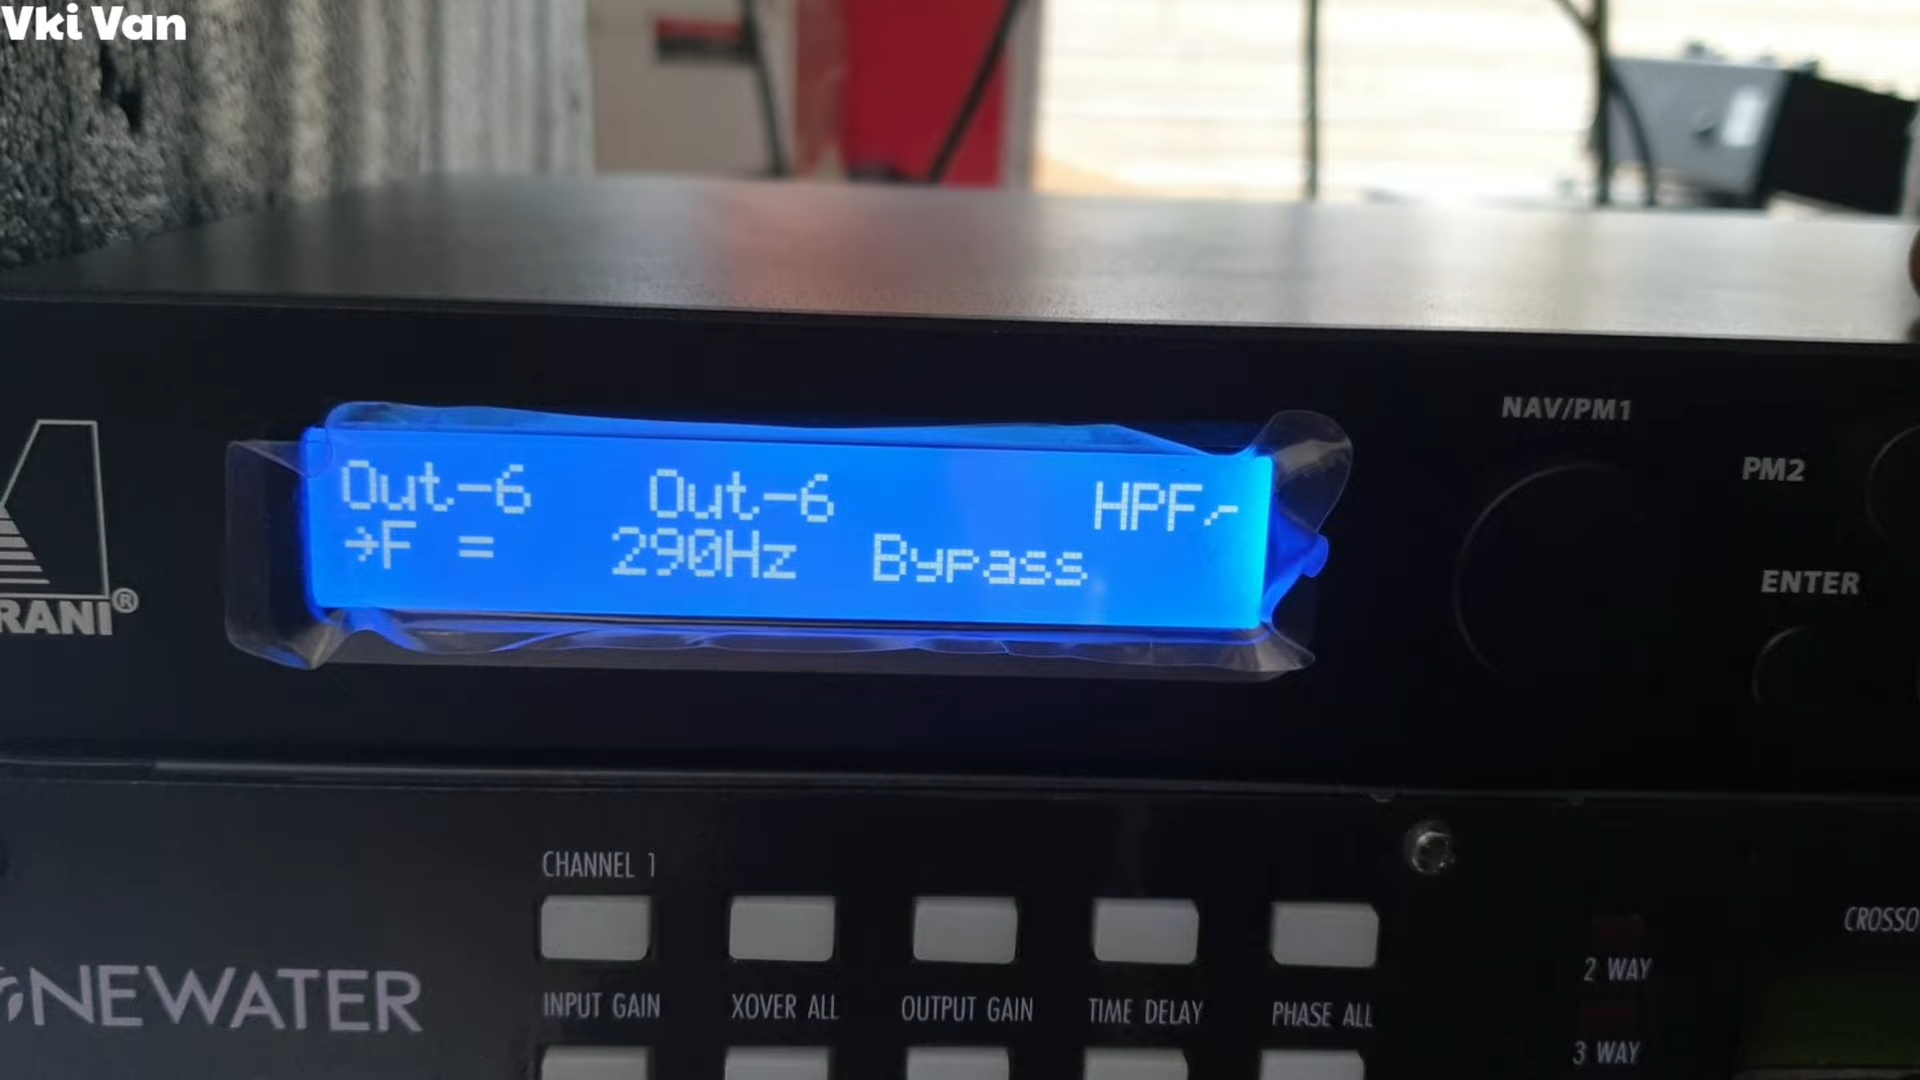 Vki Van
NAV/PM1
PM2
Out-6 Out-6 HPF
→F = 290Hz Bypass
ENTER
RANI®
CHANNEL 1
CROSSO
NEWATER
INPUT GAIN
XOVER ALL
OUTPUT GAIN
TIME DELAY
PHASE ALL
2 WAY
3 WAY